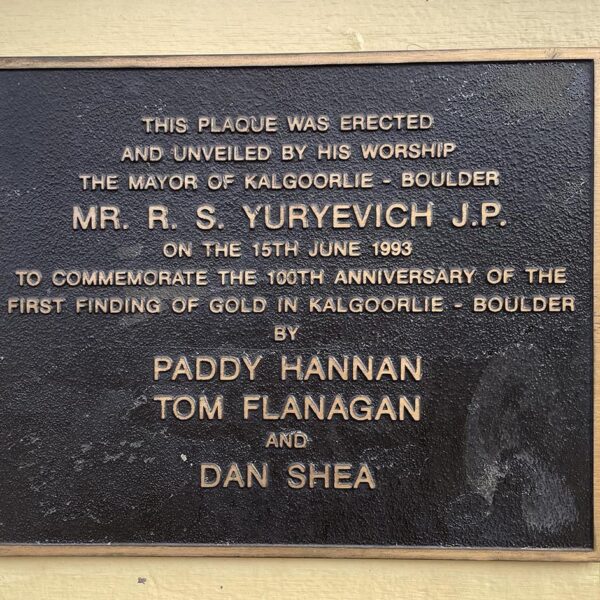 THIS PLAQUE WAS ERECTED
AND UNVEILED BY HIS WORSHIP
THE MAYOR OF KALGOORLIE - BOULDER
MR. R. S. YURYEVICH J.P.
ON THE 15TH JUNE 1993
TO COMMEMORATE THE 100TH ANNIVERSARY OF THE
FIRST FINDING OF GOLD IN KALGOORLIE - BOULDER
BY
PADDY HANNAN
TOM FLANAGAN
AND
DAN SHEA